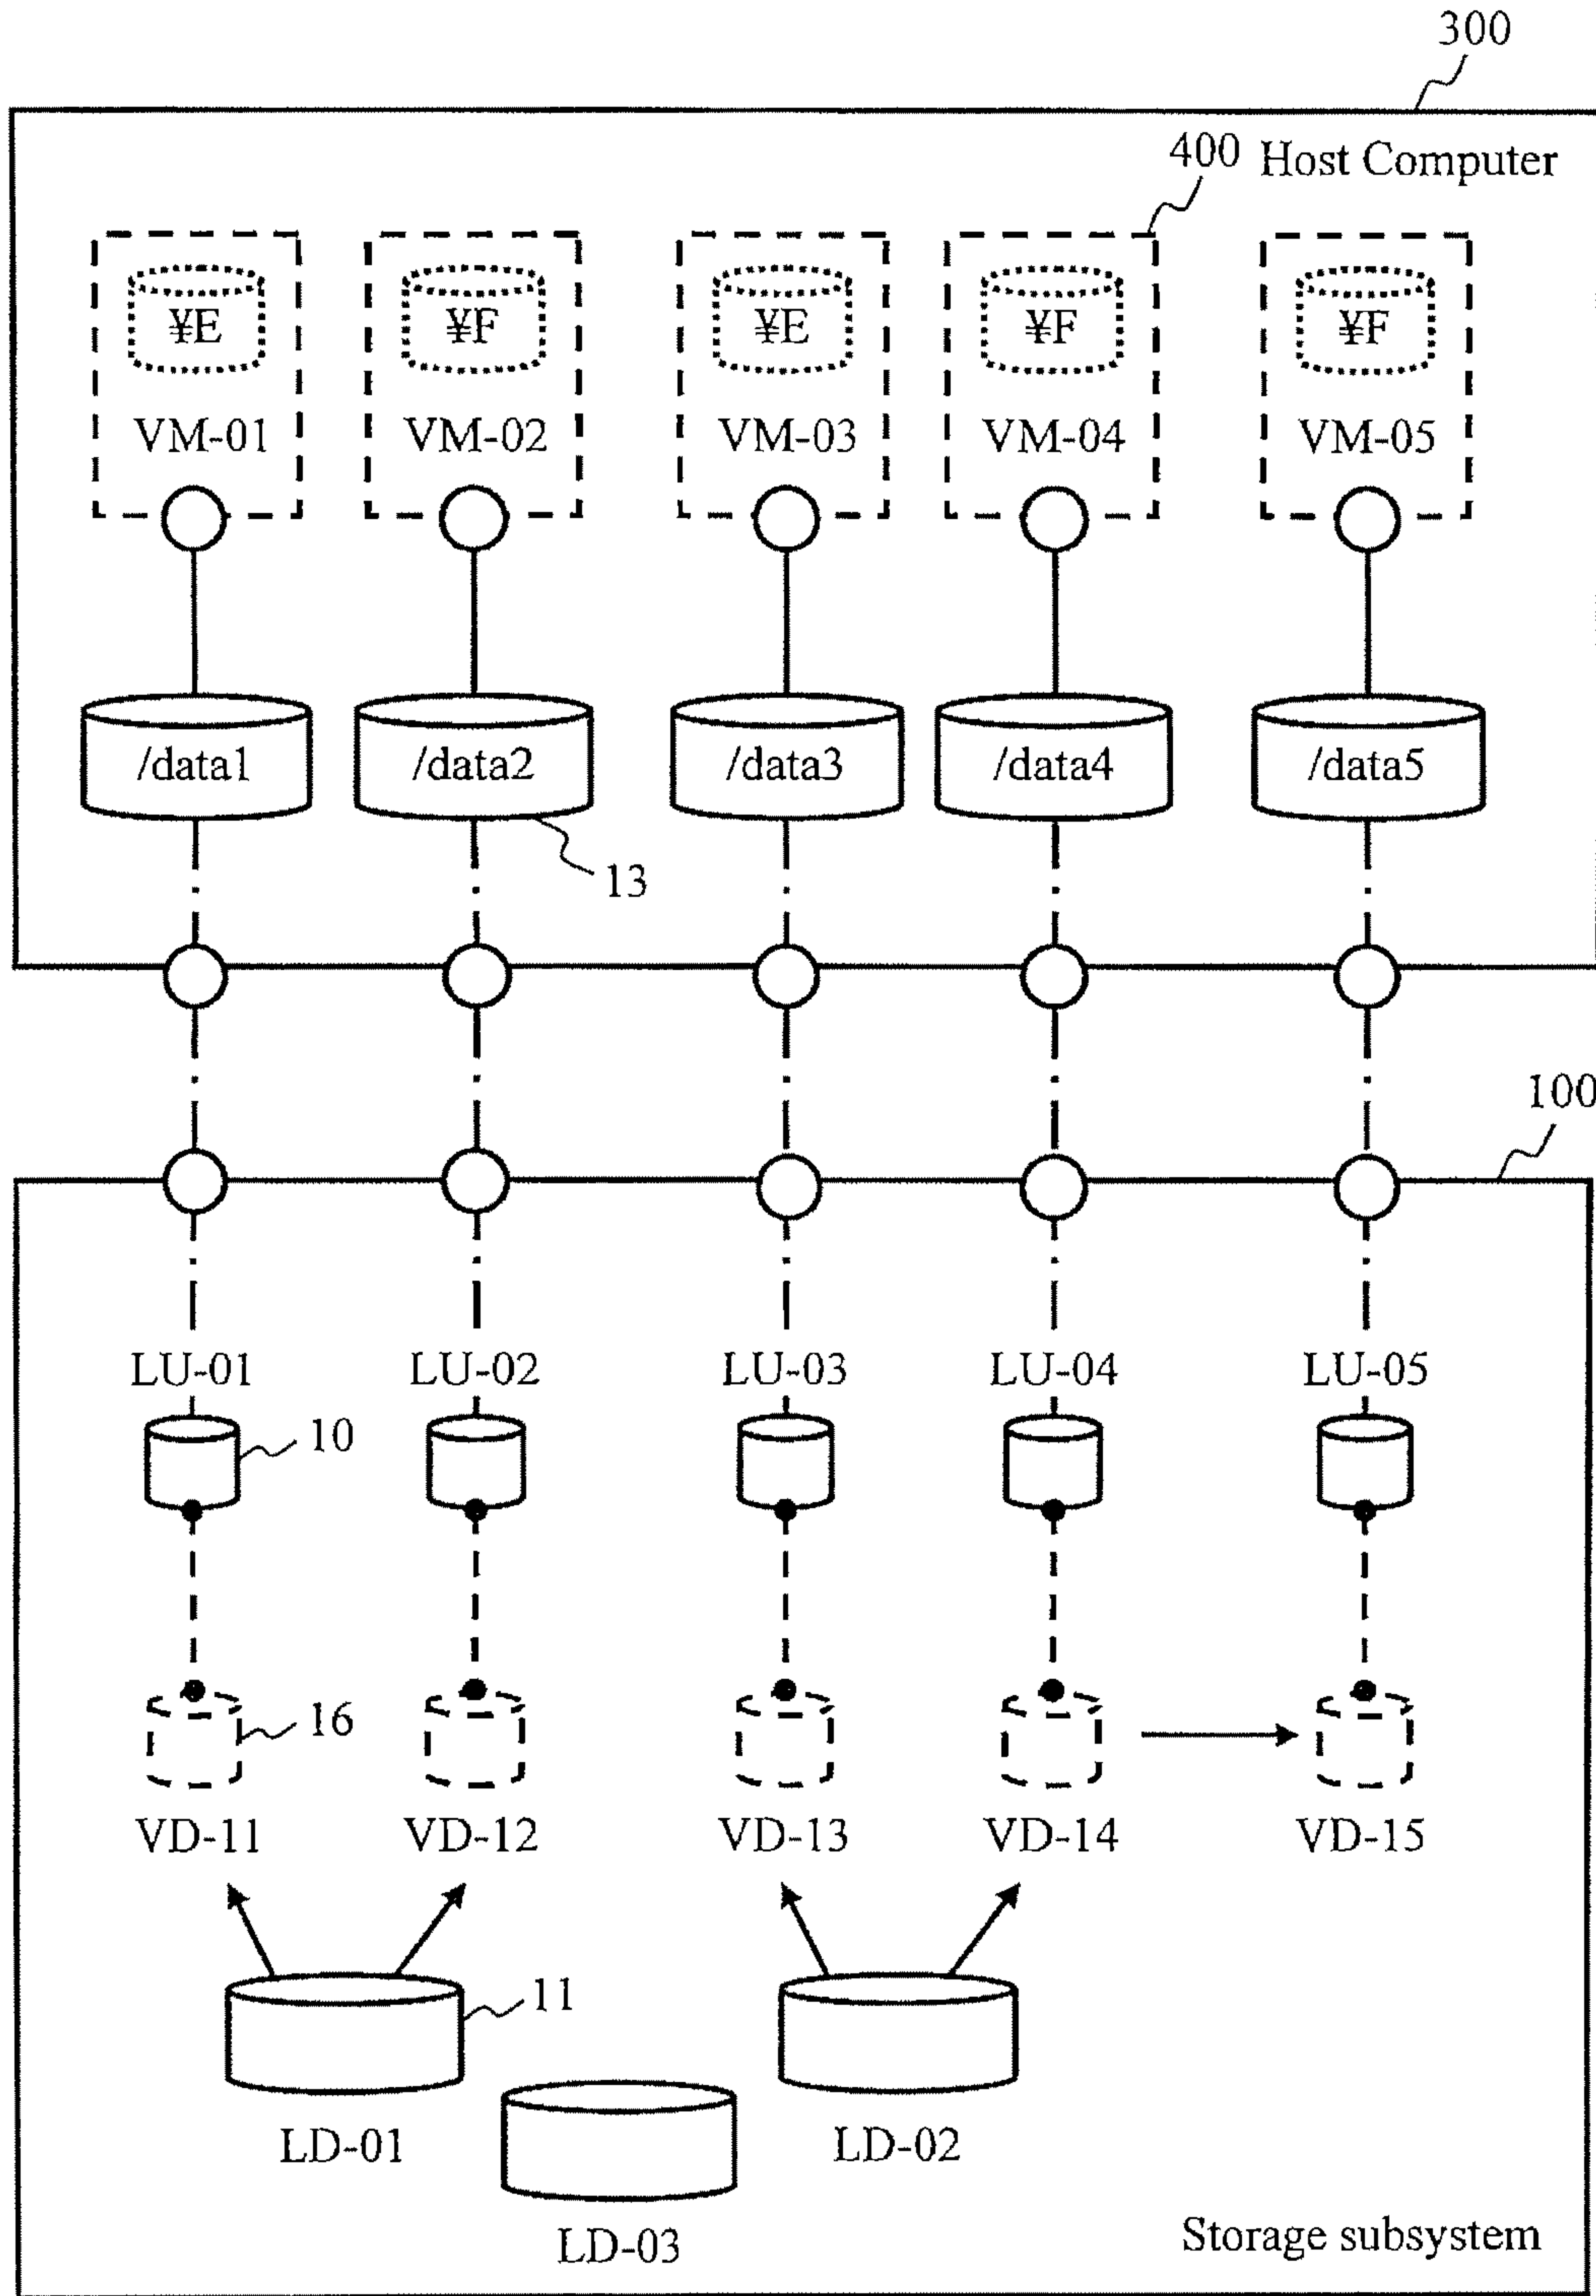 300
400 Host Computer
¥E ¥F ¥E ¥F ¥F
VM-01 VM-02 VM-03 VM-04 VM-05
/data1 /data2 /data3 /data4 /data5
13
100
LU-01 LU-02 LU-03 LU-04 LU-05
10
16
VD-11 VD-12 VD-13 VD-14 VD-15
11
LD-01 LD-02
LD-03
Storage subsystem